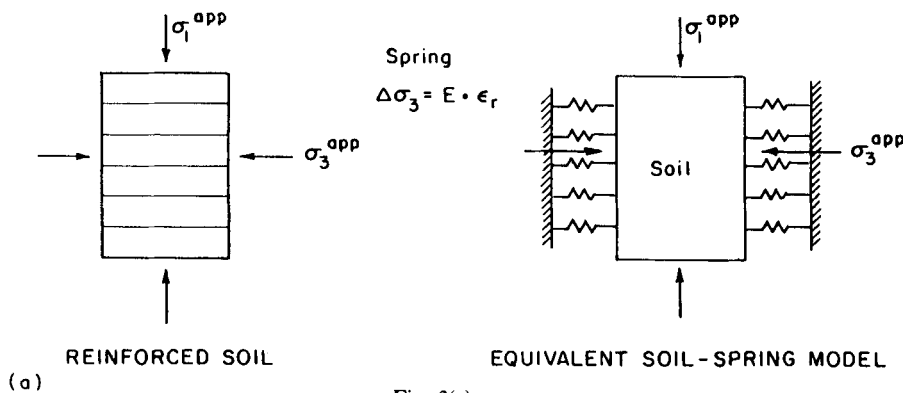 σ₁ᵃᵖᵖ
σ₃ᵃᵖᵖ
Spring
Δσ₃ = E • ϵᵣ
σ₁ᵃᵖᵖ
Soil
σ₃ᵃᵖᵖ
REINFORCED SOIL
EQUIVALENT SOIL-SPRING MODEL
(a)